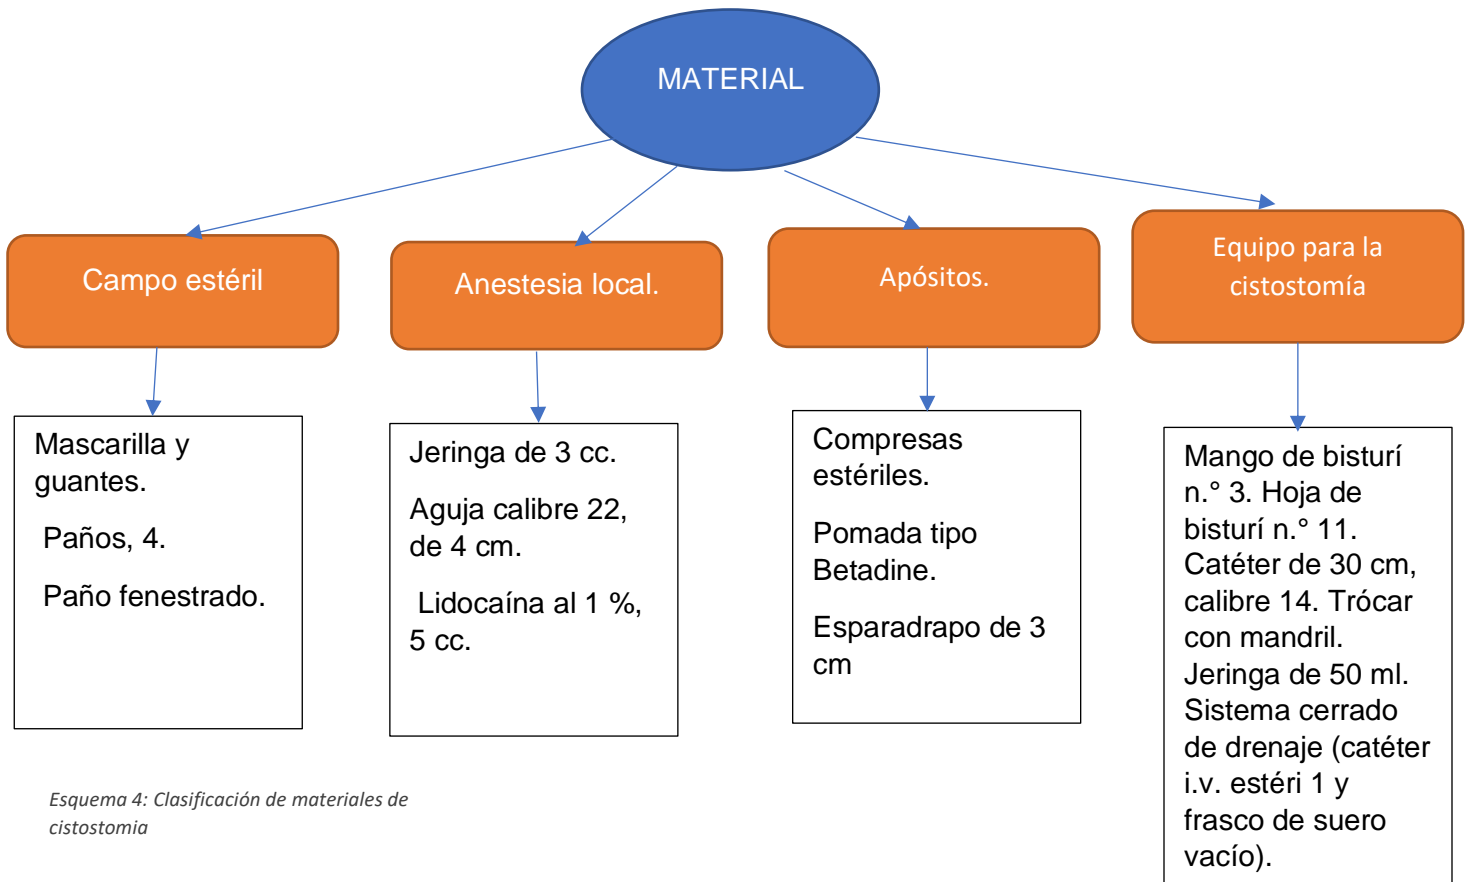 MATERIAL
Campo estéril
Anestesia local.
Apósitos.
Equipo para la
cistostomía
Mascarilla y
guantes.
Paños, 4.
Paño fenestrado.
Jeringa de 3 cc.
Aguja calibre 22,
de 4 cm.
Lidocaína al 1 %,
5 cc.
Compresas
estériles.
Pomada tipo
Betadine.
Esparadrapo de 3
cm
Mango de bisturí
n.° 3. Hoja de
bisturí n.° 11.
Catéter de 30 cm,
calibre 14. Trócar
con mandril.
Jeringa de 50 ml.
Sistema cerrado
de drenaje (catéter
i.v. estéri 1 y
frasco de suero
vacío).
Esquema 4: Clasificación de materiales de
cistostomia